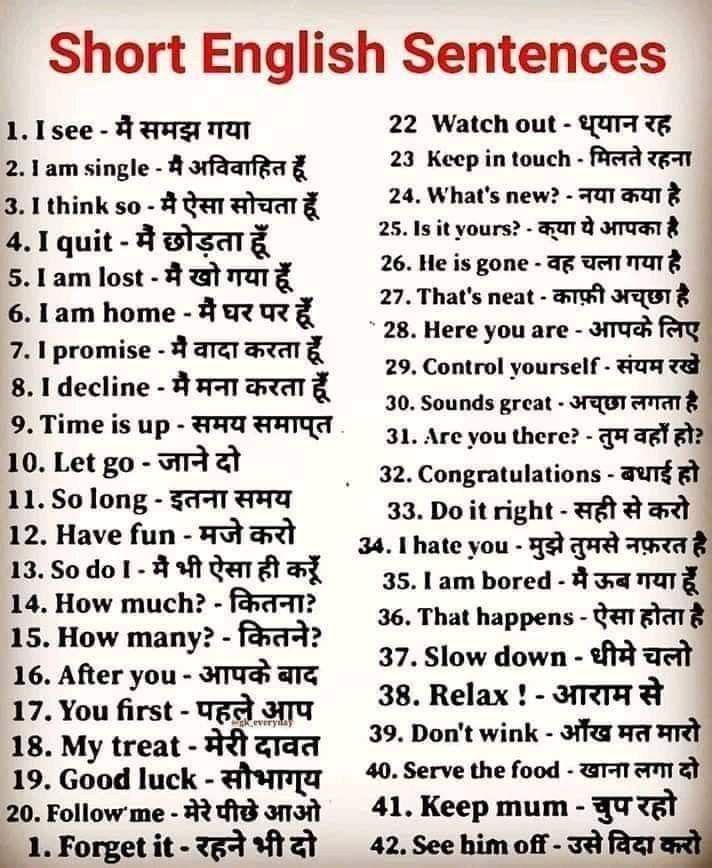 Short English Sentences
1. I see - मै समझ गया
2. I am single - मै अविवाहित हूँ
3. I think so - मै ऐसा सोचता हूँ
4. I quit - मै छोड़ता हूँ
5. I am lost - मै खो गया हूँ
6. I am home - मै घर पर हूँ
7. I promise - मै वादा करता हूँ
8. I decline - मै मना करता हूँ
9. Time is up - समय समाप्त
10. Let go - जाने दो
11. So long - इतना समय
12. Have fun - मजे करो
13. So do I - मै भी ऐसा ही करूँ
14. How much? - कितना?
15. How many? - कितने?
16. After you - आपके बाद
17. You first - पहले आप
@gk_everyday
18. My treat - मेरी दावत
19. Good luck - सौभाग्य
20. Follow me - मेरे पीछे आओ
1. Forget it - रहने भी दो
22 Watch out - ध्यान रह
23 Keep in touch - मिलते रहना
24. What's new? - नया कया है
25. Is it yours? - क्या ये आपका है
26. He is gone - वह चला गया है
27. That's neat - काफ़ी अच्छा है
28. Here you are - आपके लिए
29. Control yourself - संयम रखे
30. Sounds great - अच्छा लगता है
31. Are you there? - तुम वहाँ हो?
32. Congratulations - बधाई हो
33. Do it right - सही से करो
34. I hate you - मुझे तुमसे नफ़रत है
35. I am bored - मै ऊब गया हूँ
36. That happens - ऐसा होता है
37. Slow down - धीमे चलो
38. Relax ! - आराम से
39. Don't wink - आँख मत मारो
40. Serve the food - खाना लगा दो
41. Keep mum - चुप रहो
42. See him off - उसे विदा करो